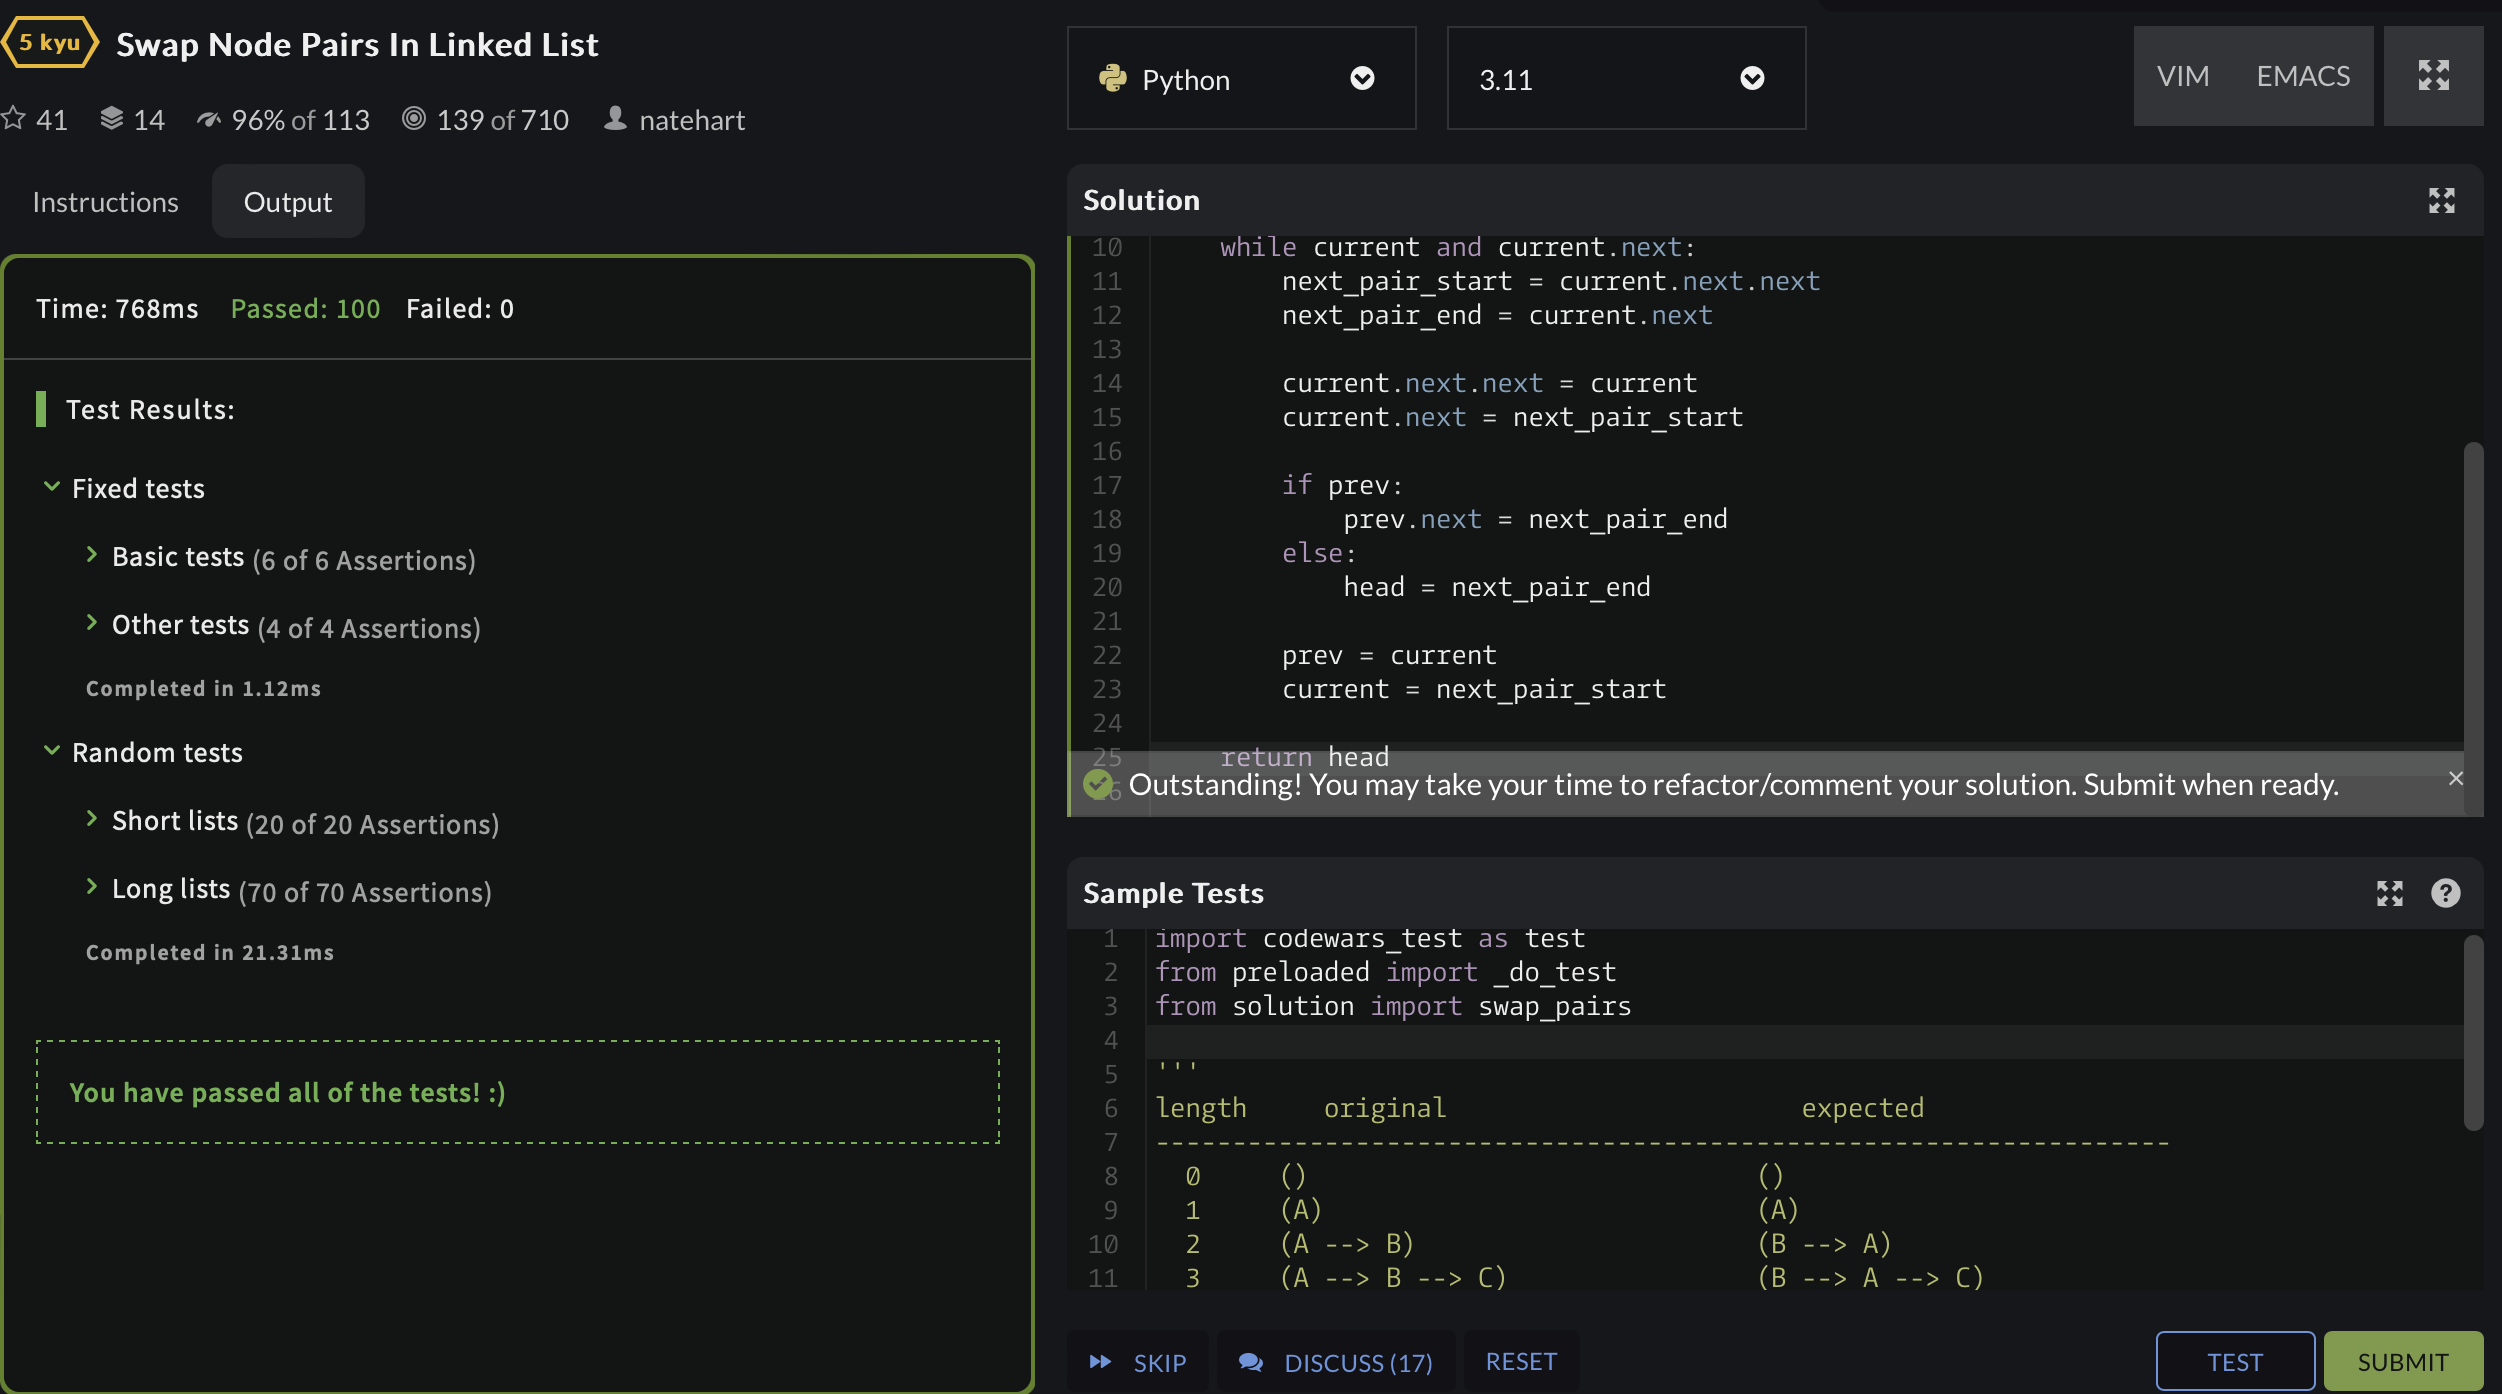 5 kyu Swap Node Pairs In Linked List
41 14 96% of 113 139 of 710 natehart
Instructions Output
Time: 768ms Passed: 100 Failed: 0
Test Results:
Fixed tests
Basic tests (6 of 6 Assertions)
Other tests (4 of 4 Assertions)
Completed in 1.12ms
Random tests
Short lists (20 of 20 Assertions)
Long lists (70 of 70 Assertions)
Completed in 21.31ms
You have passed all of the tests! :)
Python 3.11 VIM EMACS
Solution
10 while current and current.next:
11 next_pair_start = current.next.next
12 next_pair_end = current.next
13
14 current.next.next = current
15 current.next = next_pair_start
16
17 if prev:
18 prev.next = next_pair_end
19 else:
20 head = next_pair_end
21
22 prev = current
23 current = next_pair_start
24
25 return head
26
Outstanding! You may take your time to refactor/comment your solution. Submit when ready. ×
Sample Tests ?
1 import codewars_test as test
2 from preloaded import _do_test
3 from solution import swap_pairs
4
5 '''
6 length original expected
7 ------------------------------------------------------------------
8 0 () ()
9 1 (A) (A)
10 2 (A --> B) (B --> A)
11 3 (A --> B --> C) (B --> A --> C)
SKIP DISCUSS (17) RESET TEST SUBMIT